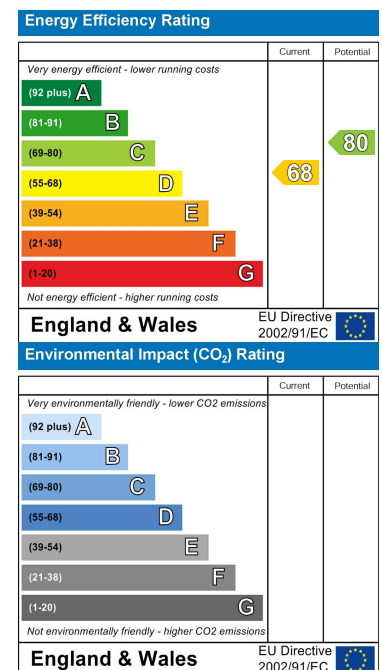 Energy Efficiency Rating
Current Potential
Very energy efficient - lower running costs
(92 plus) A
(81-91) B
(69-80) C
80
(55-68) D
68
(39-54) E
(21-38) F
(1-20) G
Not energy efficient - higher running costs
England & Wales
EU Directive
2002/91/EC
Environmental Impact (CO₂) Rating
Current Potential
Very environmentally friendly - lower CO2 emissions
(92 plus) A
(81-91) B
(69-80) C
(55-68) D
(39-54) E
(21-38) F
(1-20) G
Not environmentally friendly - higher CO2 emissions
England & Wales
EU Directive
2002/91/EC